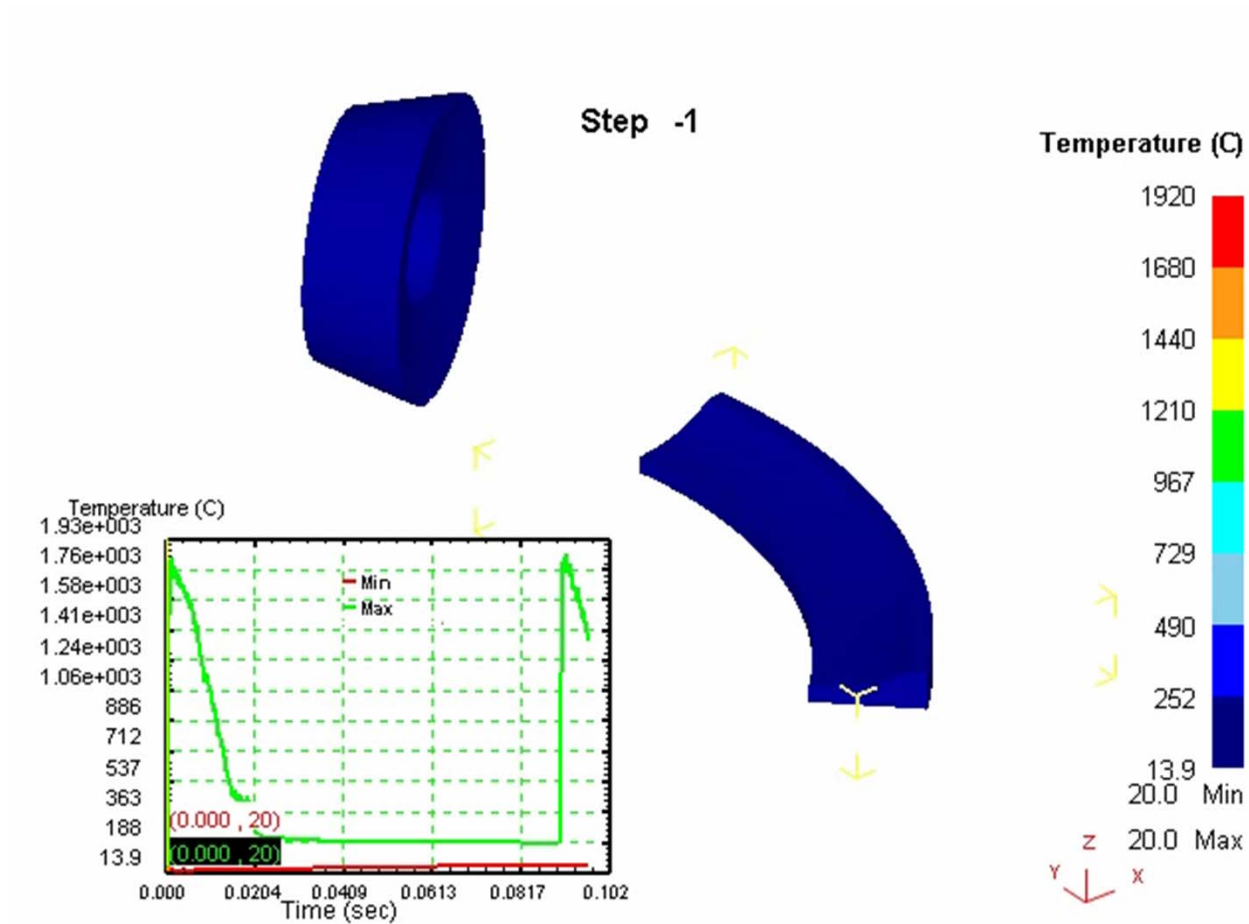 Step -1
Temperature (C)
1920
1680
1440
1210
967
729
490
252
13.9
20.0 Min
20.0 Max
Z
Y
X
Temperature (C)
1.93e+003
1.76e+003
1.58e+003
1.41e+003
1.24e+003
1.06e+003
886
712
537
363
188
13.9
Min
Max
(0.000 , 20)
(0.000 , 20)
0.000 0.0204 0.0409 0.0613 0.0817 0.102
Time (sec)